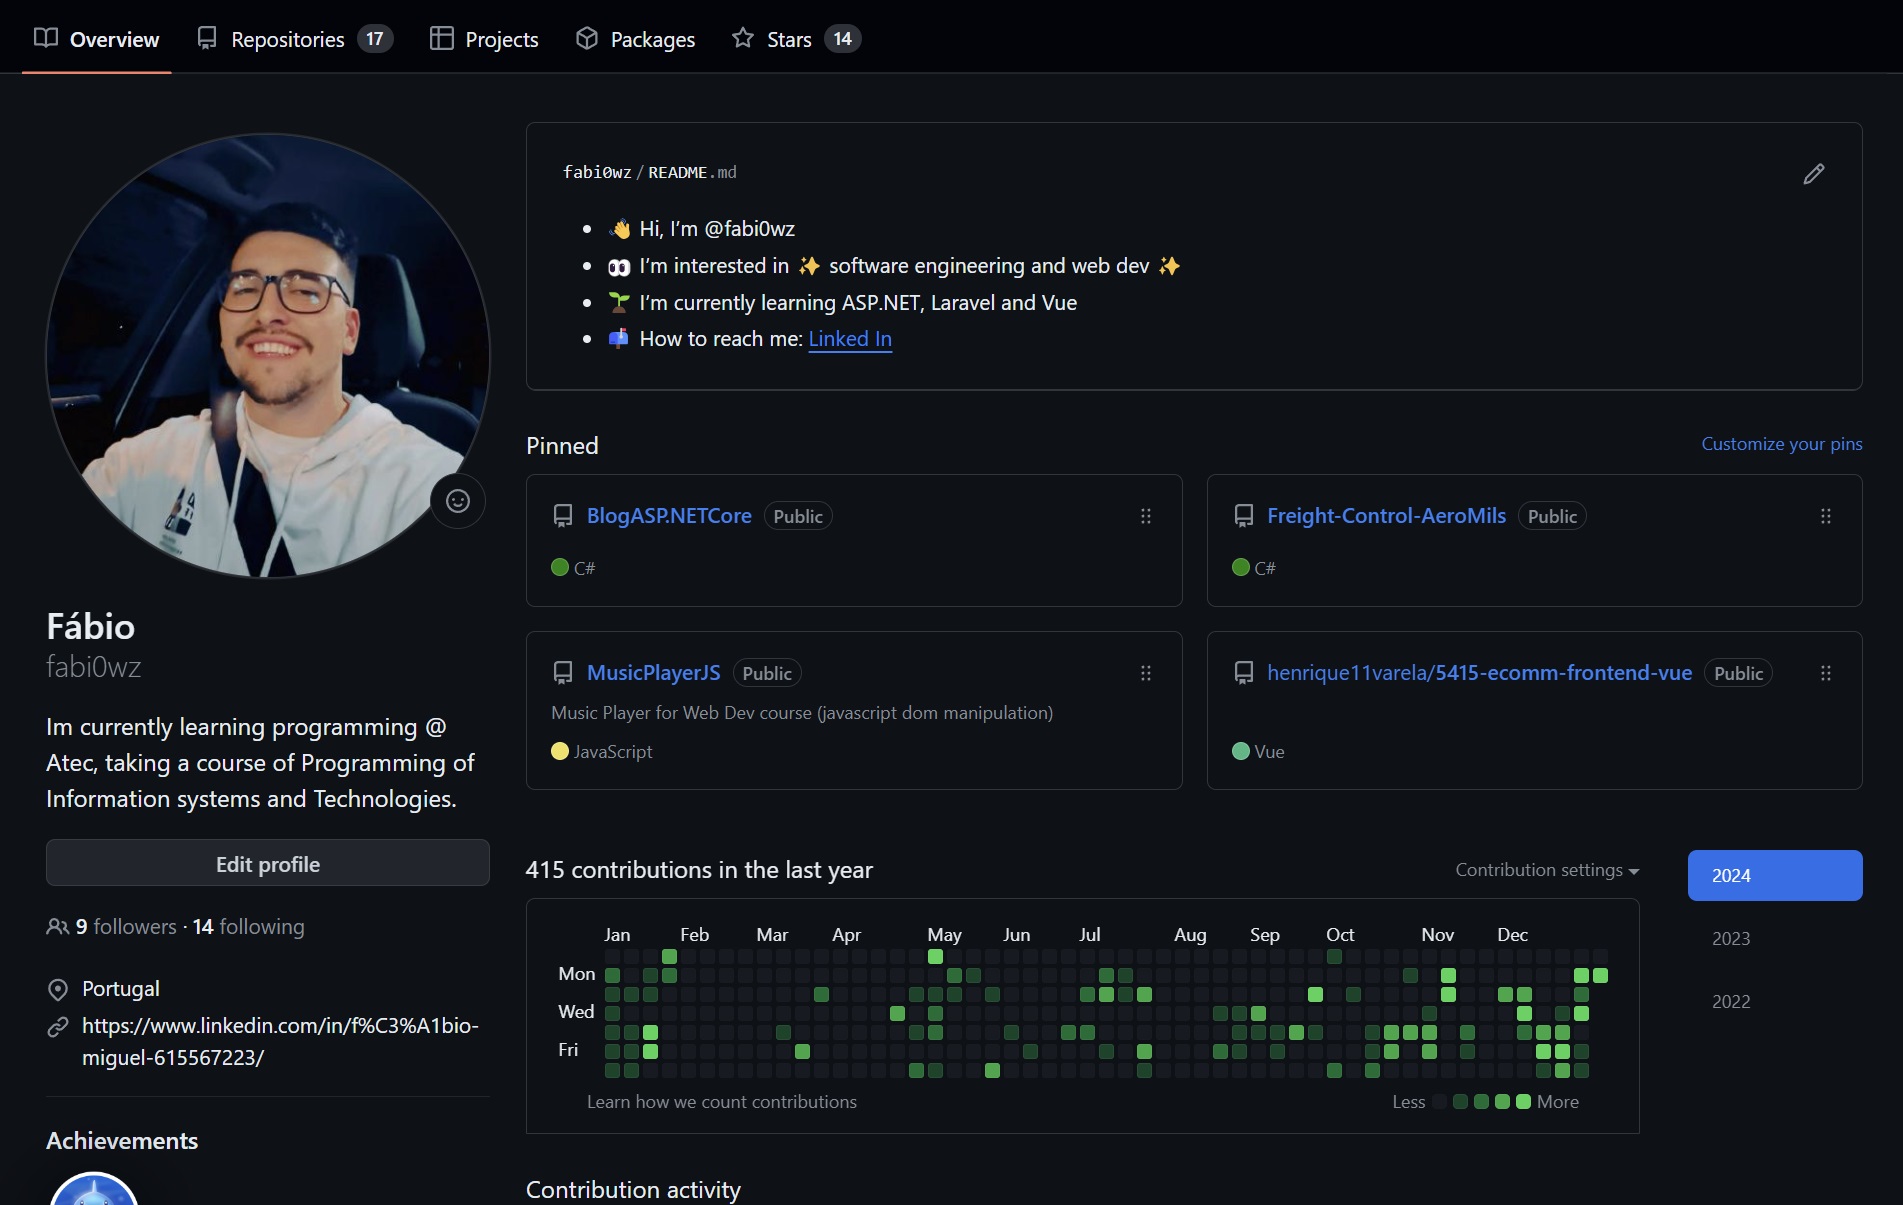 Overview
Repositories 17
Projects
Packages
Stars 14
fabi0wz/README.md
👋 Hi, I’m @fabi0wz
👀 I’m interested in ✨ software engineering and web dev ✨
🌱 I’m currently learning ASP.NET, Laravel and Vue
📫 How to reach me: Linked In
Fábio
fabi0wz
Im currently learning programming @
Atec, taking a course of Programming of
Information systems and Technologies.
Edit profile
9 followers · 14 following
Portugal
https://www.linkedin.com/in/f%C3%A1bio-
miguel-615567223/
Achievements
Pinned
Customize your pins
BlogASP.NETCore Public
C#
Freight-Control-AeroMils Public
C#
MusicPlayerJS Public
Music Player for Web Dev course (javascript dom manipulation)
JavaScript
henrique11varela/5415-ecomm-frontend-vue Public
Vue
415 contributions in the last year
Contribution settings
2024
2023
2022
Jan Feb Mar Apr May Jun Jul Aug Sep Oct Nov Dec
Mon
Wed
Fri
Learn how we count contributions
Less More
Contribution activity